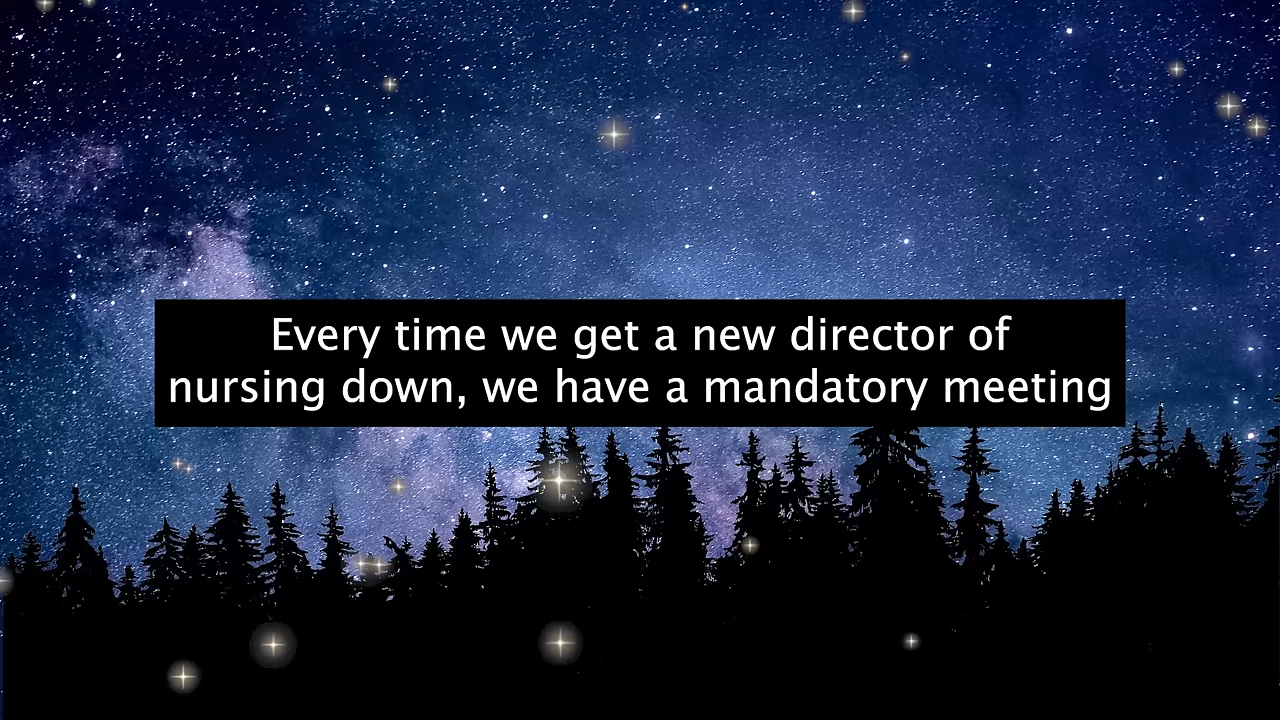 Every time we get a new director of
nursing down, we have a mandatory meeting